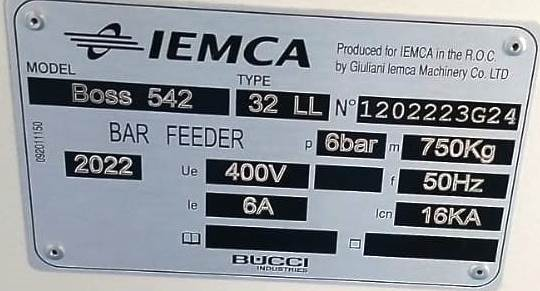 IEMCA
Produced for IEMCA in the R.O.C.
by Giuliani Iemca Machinery Co. LTD
MODEL TYPE
Boss 542 32 LL N° 1202223G24
BAR FEEDER p 6bar m 750Kg
2022 Ue 400V f 50Hz
Ie 6A Icn 16KA
BUCCI
INDUSTRIES
092011150